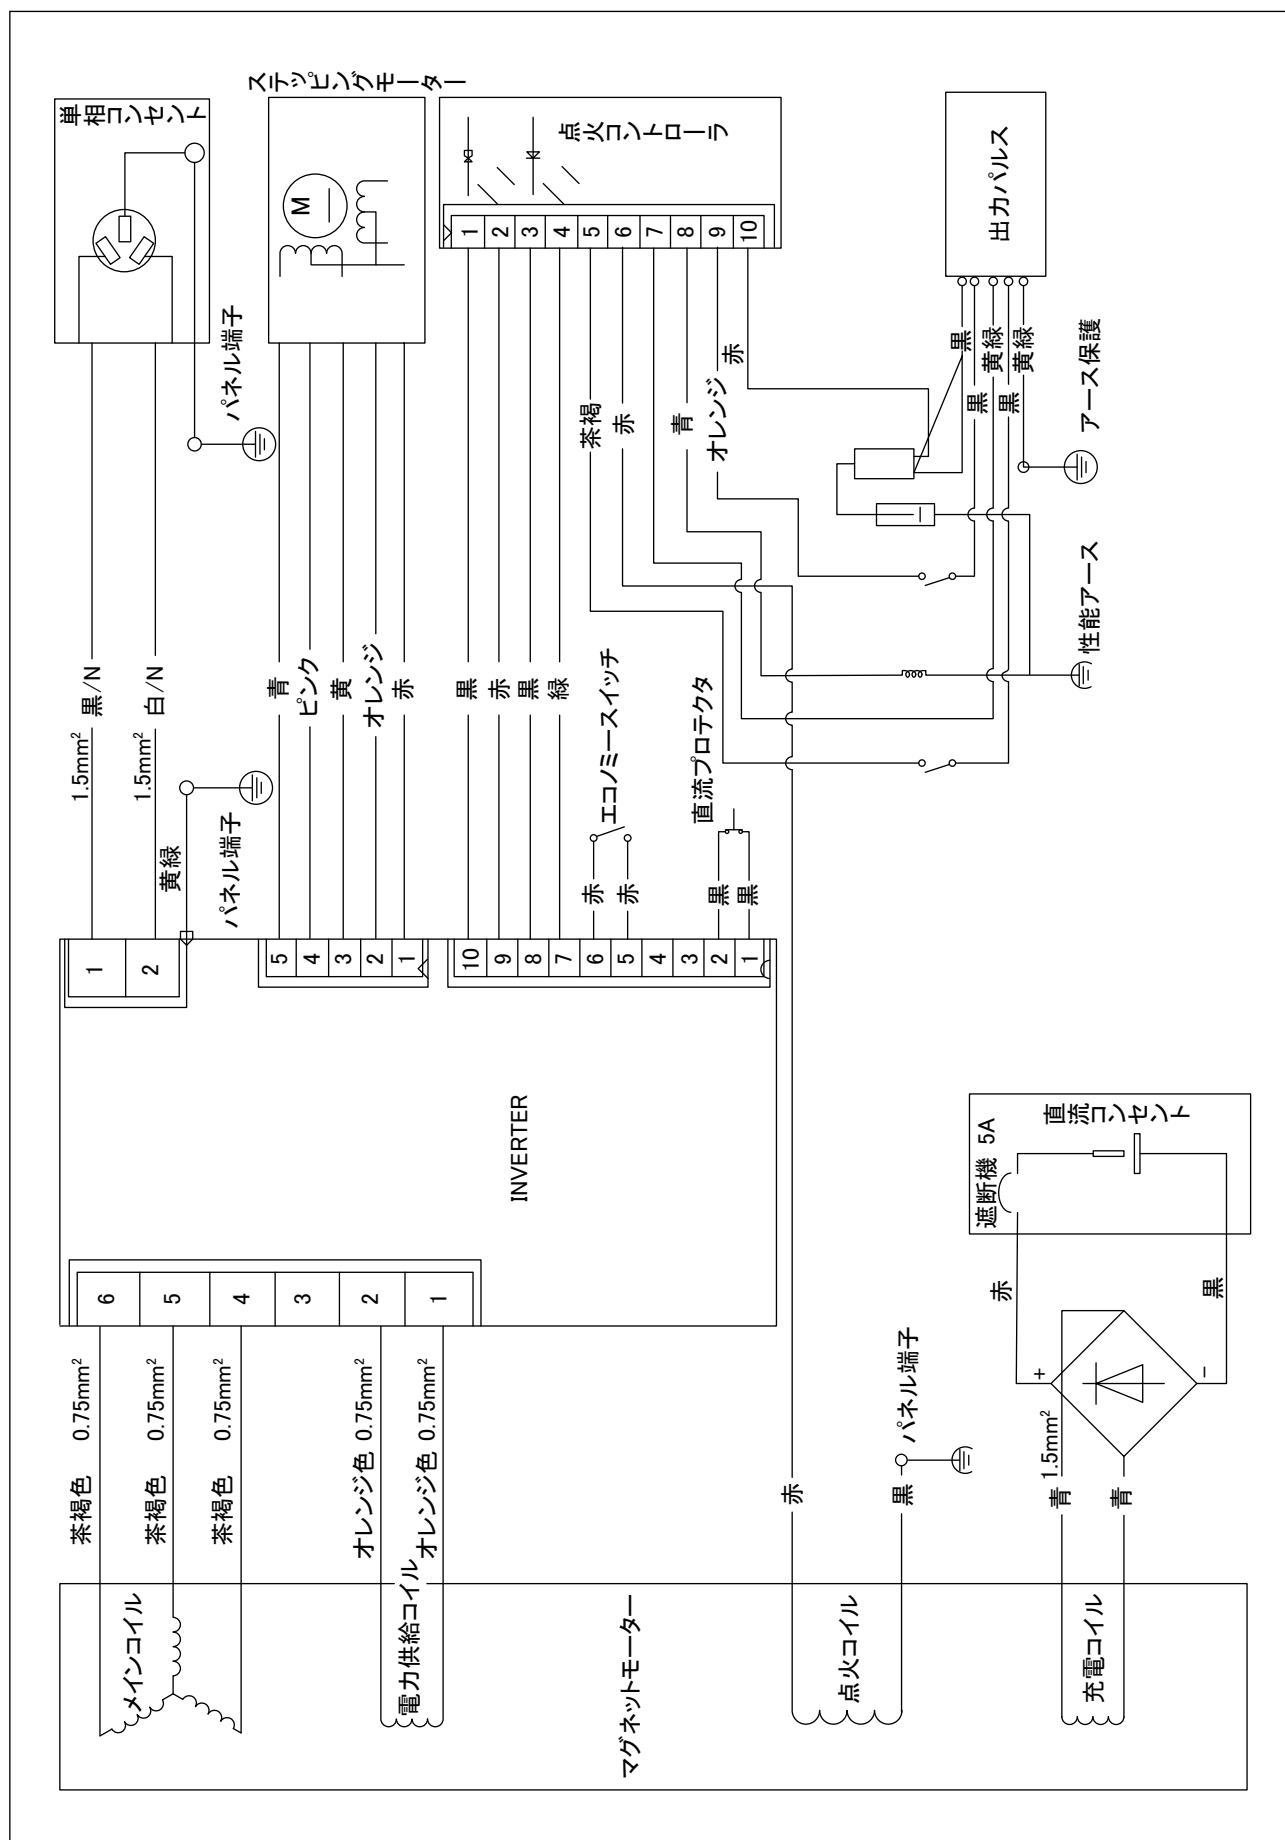 メインコイル
電力供給コイル
マグネットモーター
点火コイル
充電コイル
茶褐色 0.75mm²
茶褐色 0.75mm²
茶褐色 0.75mm²
オレンジ色 0.75mm²
オレンジ色 0.75mm²
赤
黒
パネル端子
青 1.5mm²
青
+
-
赤
黒
遮断機 5A
直流コンセント
6
5
4
3
2
1
INVERTER
1
2
5
4
3
2
1
10
9
8
7
6
5
4
3
2
1
1.5mm² 黒/N
1.5mm² 白/N
黄緑
パネル端子
青
ピンク
黄
オレンジ
赤
黒
赤
黒
緑
赤
赤
エコノミースイッチ
黒
黒
直流プロテクタ
単相コンセント
パネル端子
ステッピングモーター
M
点火コントローラ
1
2
3
4
5
6
7
8
9
10
茶褐
赤
青
オレンジ
赤
黒
黒
黄緑
黒
黄緑
出力パルス
性能アース
アース保護